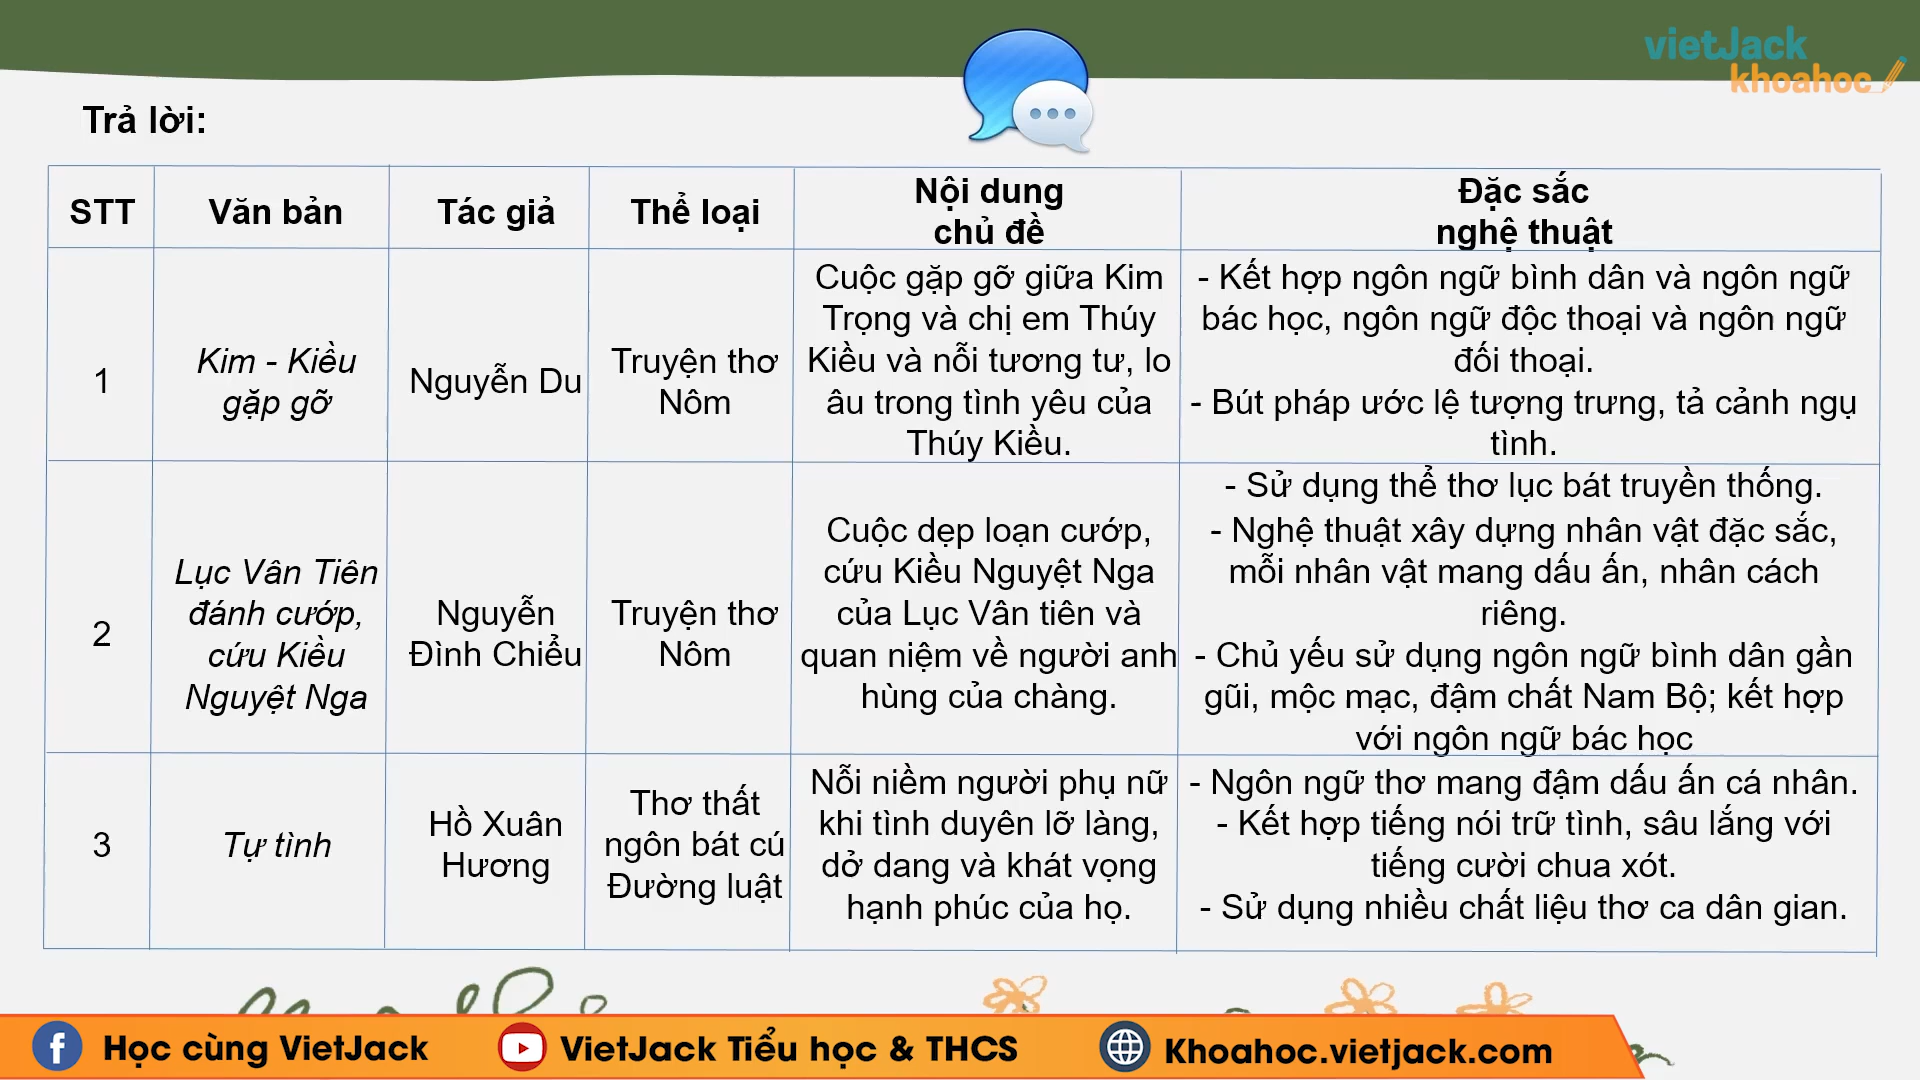 vietJack
khoahoc
Trả lời:
STT
Văn bản
Tác giả
Thể loại
Nội dung
chủ đề
Đặc sắc
nghệ thuật
1
Kim - Kiều
gặp gỡ
Nguyễn Du
Truyện thơ
Nôm
Cuộc gặp gỡ giữa Kim
Trọng và chị em Thúy
Kiều và nỗi tương tư, lo
âu trong tình yêu của
Thúy Kiều.
- Kết hợp ngôn ngữ bình dân và ngôn ngữ
bác học, ngôn ngữ độc thoại và ngôn ngữ
đối thoại.
- Bút pháp ước lệ tượng trưng, tả cảnh ngụ
tình.
2
Lục Vân Tiên
đánh cướp,
cứu Kiều
Nguyệt Nga
Nguyễn
Đình Chiểu
Truyện thơ
Nôm
Cuộc dẹp loạn cướp,
cứu Kiều Nguyệt Nga
của Lục Vân tiên và
quan niệm về người anh
hùng của chàng.
- Sử dụng thể thơ lục bát truyền thống.
- Nghệ thuật xây dựng nhân vật đặc sắc,
mỗi nhân vật mang dấu ấn, nhân cách
riêng.
- Chủ yếu sử dụng ngôn ngữ bình dân gần
gũi, mộc mạc, đậm chất Nam Bộ; kết hợp
với ngôn ngữ bác học
3
Tự tình
Hồ Xuân
Hương
Thơ thất
ngôn bát cú
Đường luật
Nỗi niềm người phụ nữ
khi tình duyên lỡ làng,
dở dang và khát vọng
hạnh phúc của họ.
- Ngôn ngữ thơ mang đậm dấu ấn cá nhân.
- Kết hợp tiếng nói trữ tình, sâu lắng với
tiếng cười chua xót.
- Sử dụng nhiều chất liệu thơ ca dân gian.
Học cùng VietJack
VietJack Tiểu học & THCS
Khoahoc.vietjack.com